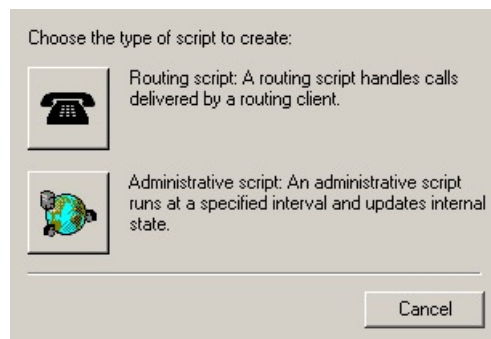 Choose the type of script to create:
Routing script: A routing script handles calls
delivered by a routing client.
Administrative script: An administrative script
runs at a specified interval and updates internal
state.
Cancel